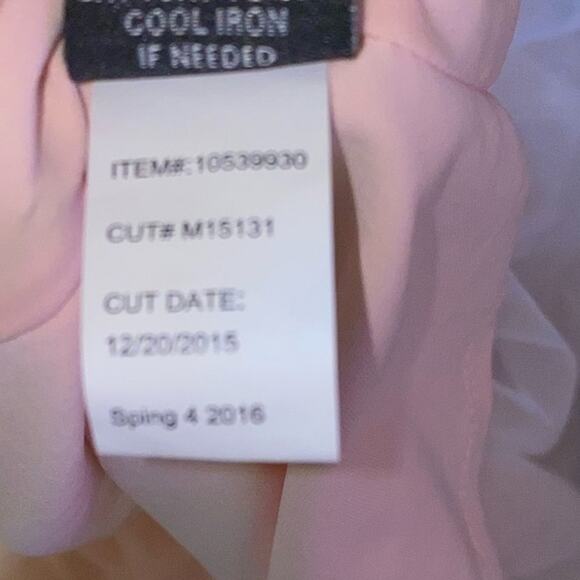 COOL IRON
IF NEEDED
ITEM#:10539930
CUT# M15131
CUT DATE:
12/20/2015
Sping 4 2016